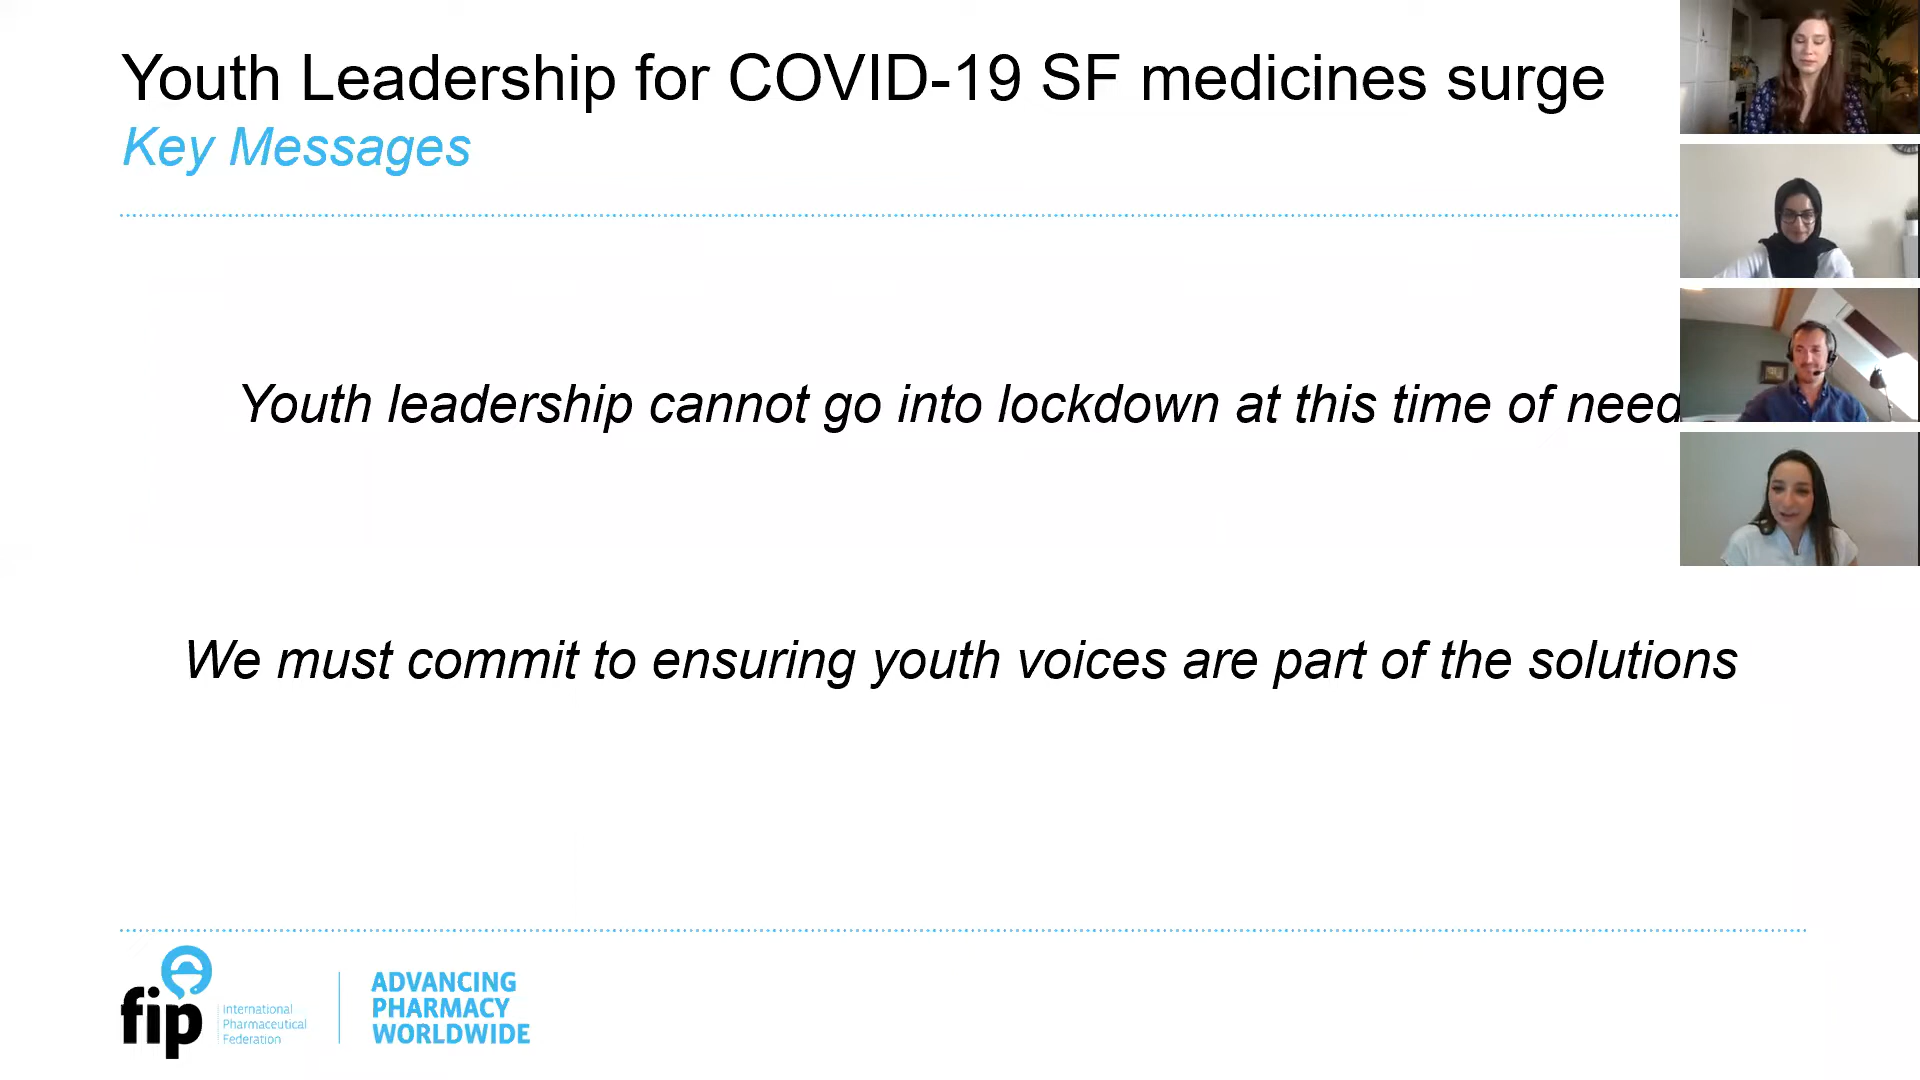 Youth Leadership for COVID-19 SF medicines surge
Key Messages
Youth leadership cannot go into lockdown at this time of need
We must commit to ensuring youth voices are part of the solutions
fip
International
Pharmaceutical
Federation
ADVANCING
PHARMACY
WORLDWIDE